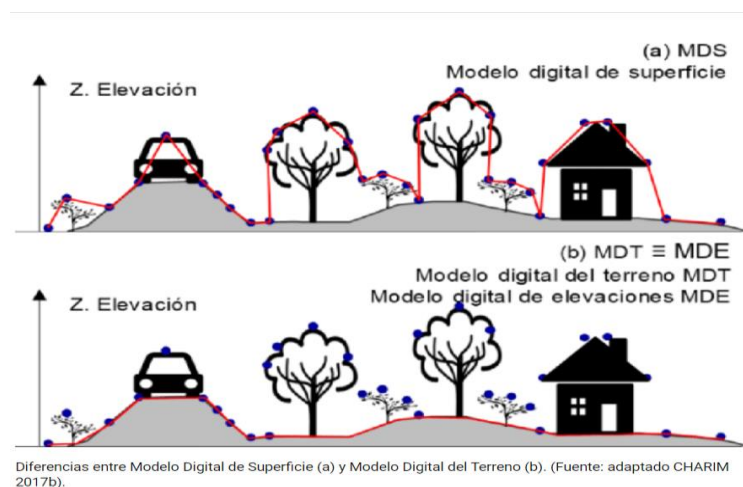 (a) MDS
Modelo digital de superficie
Z. Elevación
(b) MDT ≡ MDE
Modelo digital del terreno MDT
Modelo digital de elevaciones MDE
Z. Elevación
Diferencias entre Modelo Digital de Superficie (a) y Modelo Digital del Terreno (b). (Fuente: adaptado CHARIM
2017b).